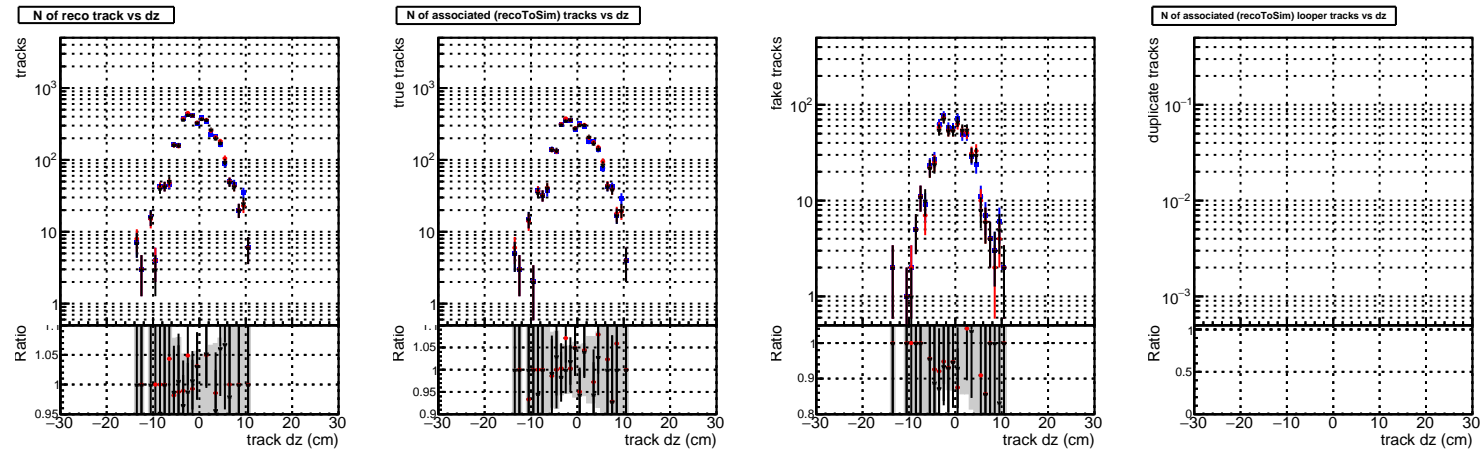 N of reco track vs dz
tracks
10³
10²
10
1
Ratio
1.1
1.05
1
0.95
−30 −20 −10 0 10 20 30
track dz (cm)
N of associated (recoToSim) tracks vs dz
true tracks
10³
10²
10
1
Ratio
1.1
1.05
1
0.95
0.9
−30 −20 −10 0 10 20 30
track dz (cm)
fake tracks
10²
10
1
Ratio
1
0.9
0.8
−30 −20 −10 0 10 20 30
track dz (cm)
N of associated (recoToSim) looper tracks vs dz
duplicate tracks
10⁻¹
10⁻²
10⁻³
Ratio
1
0.5
0
−30 −20 −10 0 10 20 30
track dz (cm)